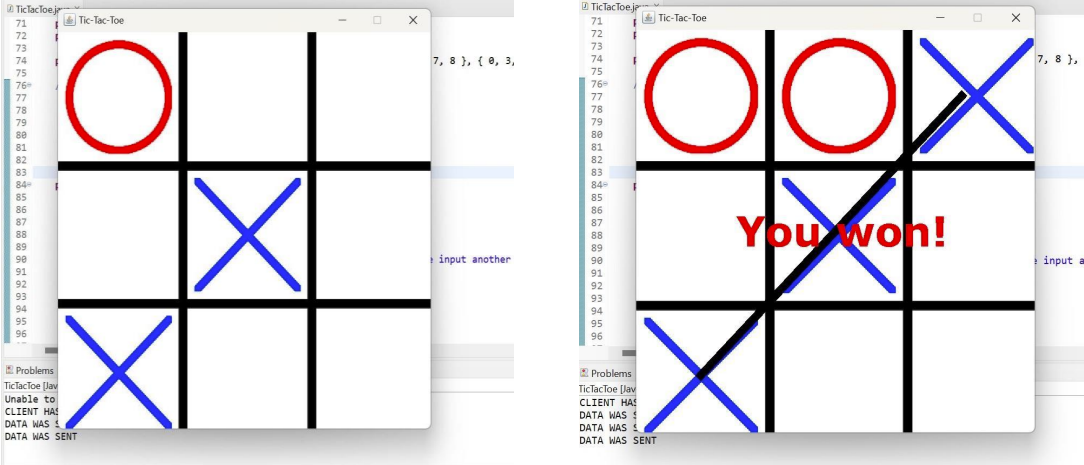 TicTacToe.java
Tic-Tac-Toe
71
72
73
74 7, 8 }, { 0, 3,
75
76
77
78
79
80
81
82
83
84
85
86
87
88
89
90 input another
91
92
93
94
95
96
Problems
TicTacToe [Jav
Unable to
CLIENT HAS
DATA WAS S
DATA WAS SENT
TicTacToe.java
Tic-Tac-Toe
71
72
73
74 7, 8 },
75
76
77
78
79
80
81
82
83
84
85
86
87
88
89
90 input a
91
92
93
94
95
96
You won!
Problems
TicTacToe [Jav
CLIENT HAS
DATA WAS S
DATA WAS S
DATA WAS SENT